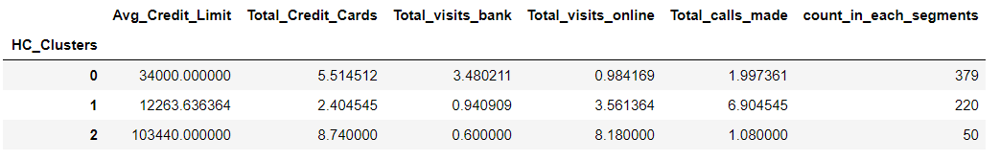 Avg_Credit_Limit Total_Credit_Cards Total_visits_bank Total_visits_online Total_calls_made count_in_each_segments
HC_Clusters
0 34000.000000 5.514512 3.480211 0.984169 1.997361 379
1 12263.636364 2.404545 0.940909 3.561364 6.904545 220
2 103440.000000 8.740000 0.600000 8.180000 1.080000 50